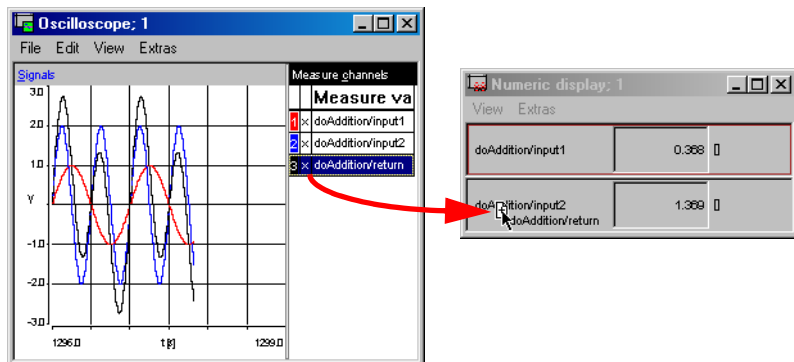 Oscilloscope; 1
File Edit View Extras
Signals
Measure channels
Measure va
1 × doAddition/input1
2 × doAddition/input2
3 × doAddition/return
3.0
2.0
1.0
Y
-1.0
-2.0
-3.0
1296.0 t [s] 1299.0
Numeric display; 1
View Extras
doAddition/input1 0.368 []
doAddition/input2 1.369 []
doAddition/return